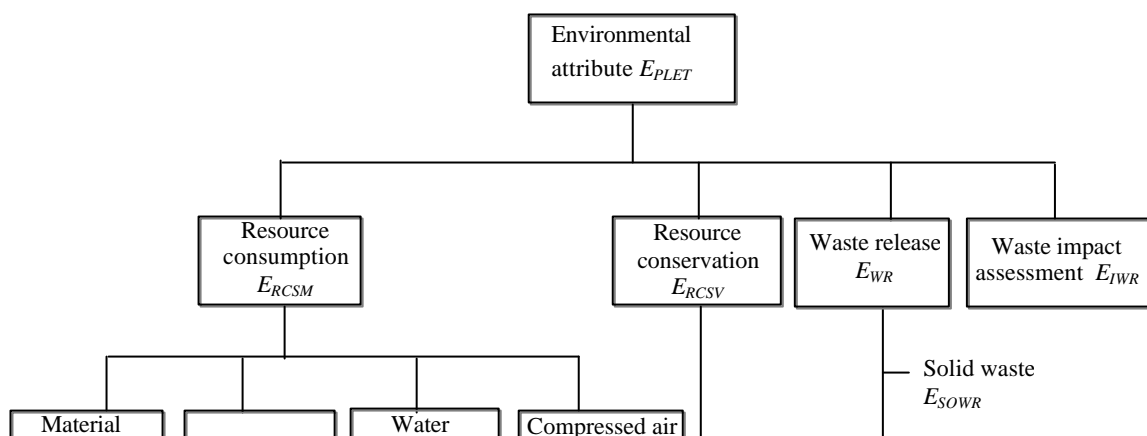 Environmental
attribute E_PLET
Resource
consumption
E_RCSM
Resource
conservation
E_RCSV
Waste release
E_WR
Waste impact
assessment E_IWR
Solid waste
E_SOWR
Material
Water
Compressed air